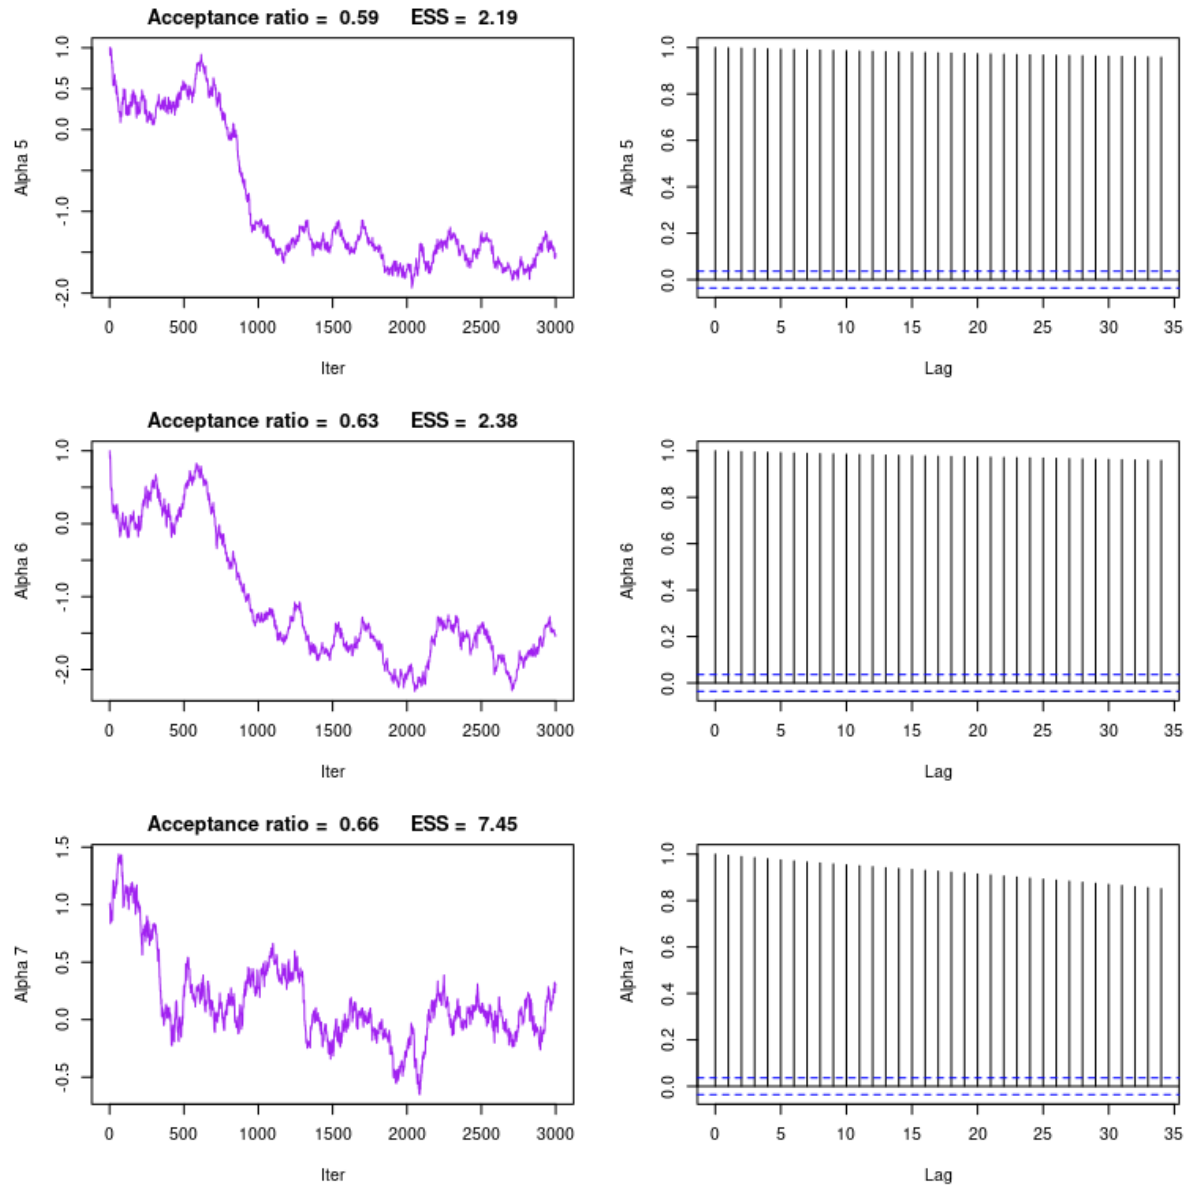 Acceptance ratio = 0.59 ESS = 2.19
Alpha 5
1.0
0.5
0.0
-1.0
-2.0
0 500 1000 1500 2000 2500 3000
Iter
Alpha 5
1.0
0.8
0.6
0.4
0.2
0.0
0 5 10 15 20 25 30 35
Lag
Acceptance ratio = 0.63 ESS = 2.38
Alpha 6
1.0
0.0
-1.0
-2.0
0 500 1000 1500 2000 2500 3000
Iter
Alpha 6
1.0
0.8
0.6
0.4
0.2
0.0
0 5 10 15 20 25 30 35
Lag
Acceptance ratio = 0.66 ESS = 7.45
Alpha 7
1.5
1.0
0.5
0.0
-0.5
0 500 1000 1500 2000 2500 3000
Iter
Alpha 7
1.0
0.8
0.6
0.4
0.2
0.0
0 5 10 15 20 25 30 35
Lag